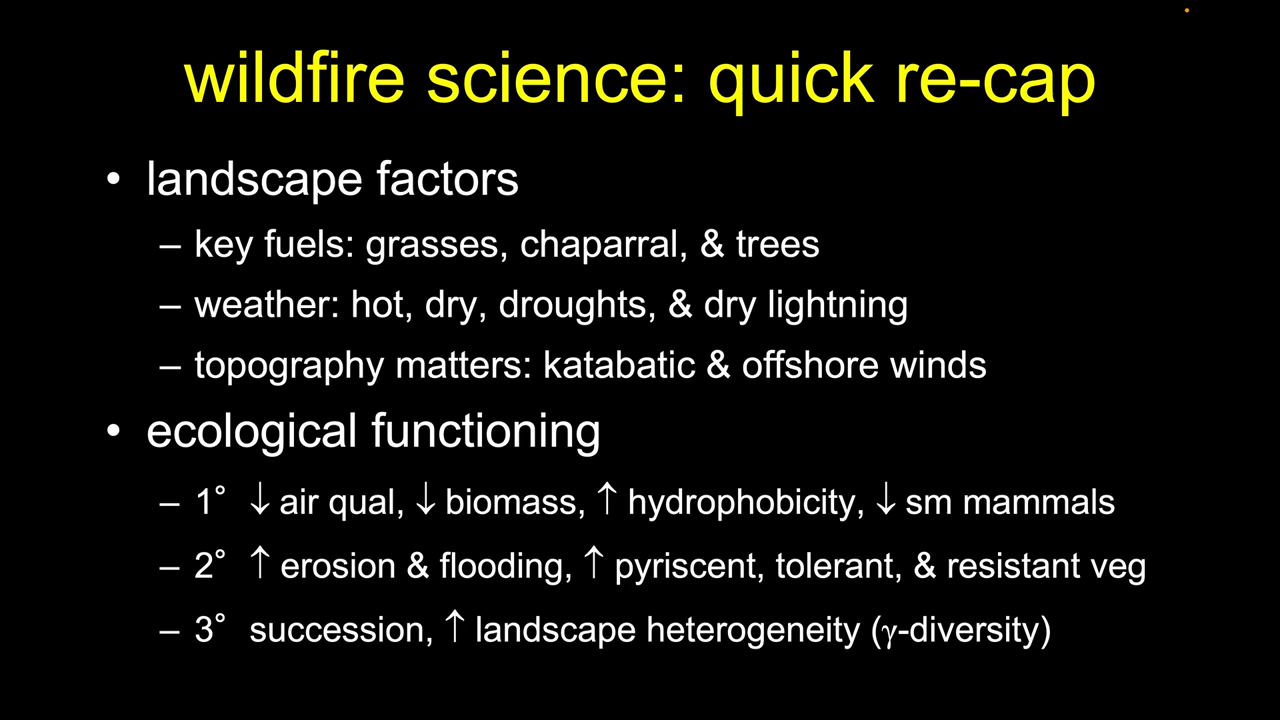 wildfire science: quick re-cap
• landscape factors
– key fuels: grasses, chaparral, & trees
– weather: hot, dry, droughts, & dry lightning
– topography matters: katabatic & offshore winds
• ecological functioning
– 1° ↓ air qual, ↓ biomass, ↑ hydrophobicity, ↓ sm mammals
– 2° ↑ erosion & flooding, ↑ pyriscent, tolerant, & resistant veg
– 3° succession, ↑ landscape heterogeneity (γ-diversity)